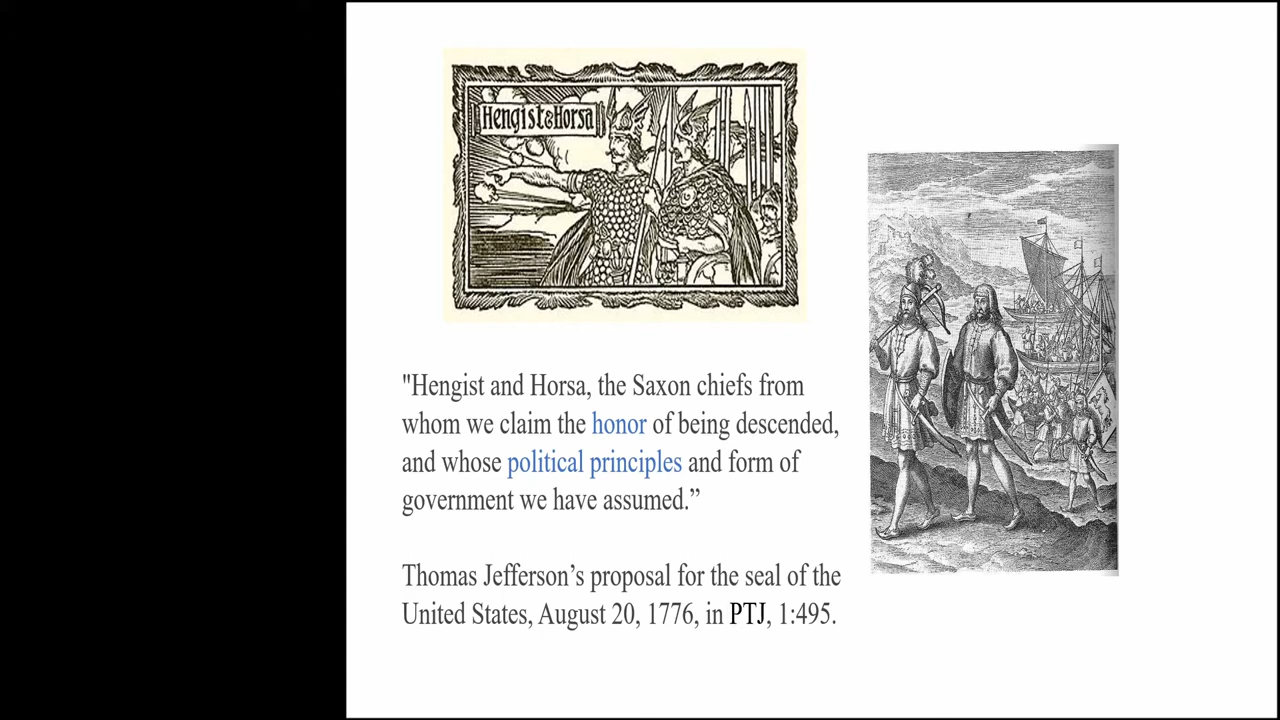 Hengist & Horsa
"Hengist and Horsa, the Saxon chiefs from
whom we claim the honor of being descended,
and whose political principles and form of
government we have assumed.”
Thomas Jefferson’s proposal for the seal of the
United States, August 20, 1776, in PTJ, 1:495.